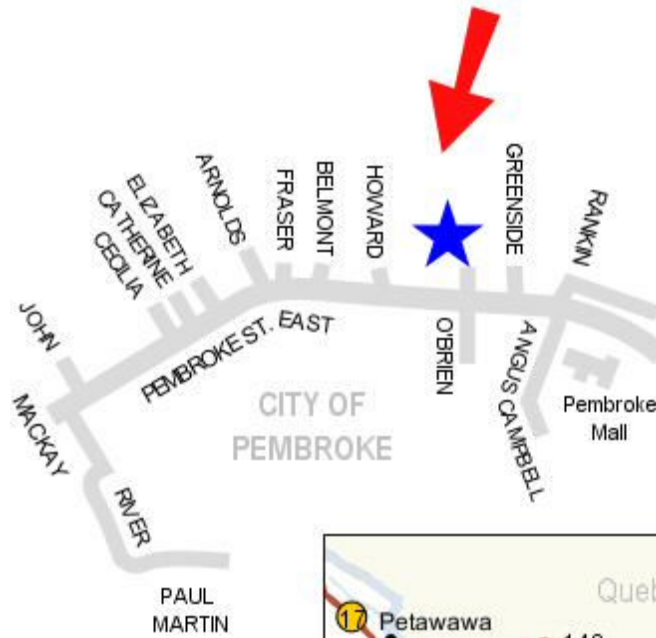 GREENSIDE
RANKIN
ARNOLDS
FRASER
BELMONT
HOWARD
ELIZABETH
CATHERINE
CECILIA
JOHN
PEMBROKE ST. EAST
O'BRIEN
ANGUS CAMPBELL
MACKAY
CITY OF
PEMBROKE
Pembroke
Mall
RIVER
PAUL
MARTIN
Queb
17 Petawawa